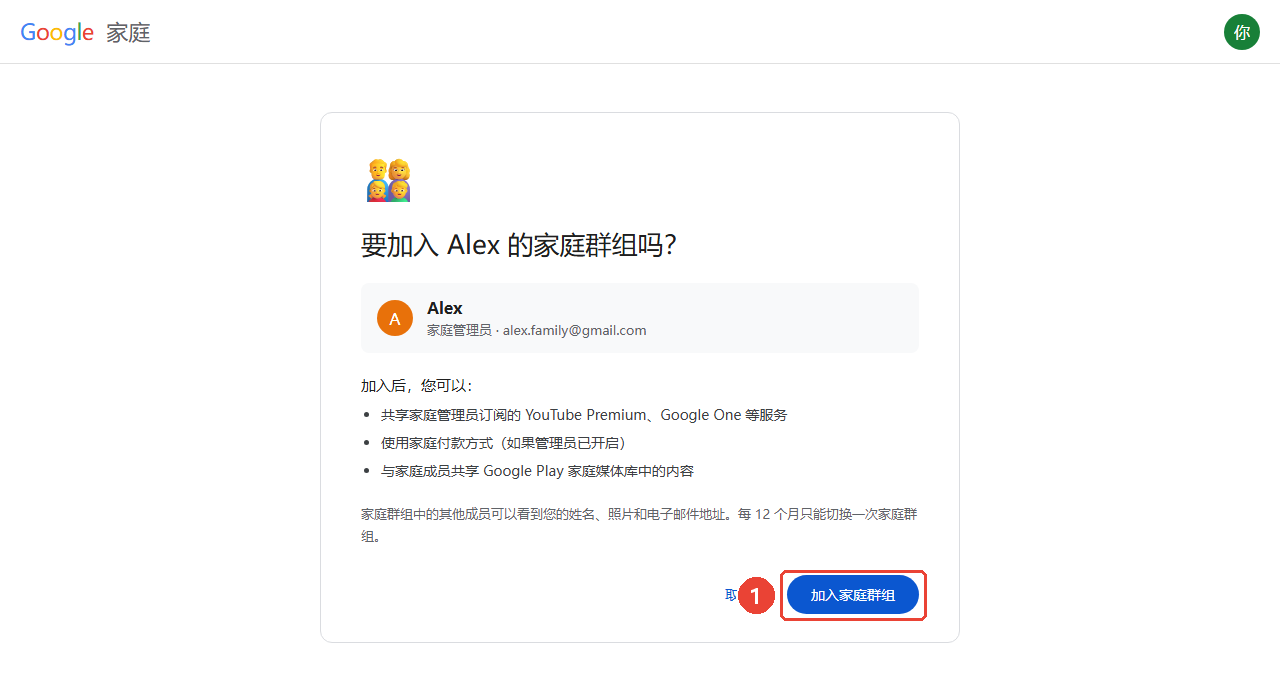 Google 家庭
你
要加入 Alex 的家庭群组吗？
A
Alex
家庭管理员 · alex.family@gmail.com
加入后，您可以：
共享家庭管理员订阅的 YouTube Premium、Google One 等服务
使用家庭付款方式（如果管理员已开启）
与家庭成员共享 Google Play 家庭媒体库中的内容
家庭群组中的其他成员可以看到您的姓名、照片和电子邮件地址。每 12 个月只能切换一次家庭群
组。
取 1 加入家庭群组